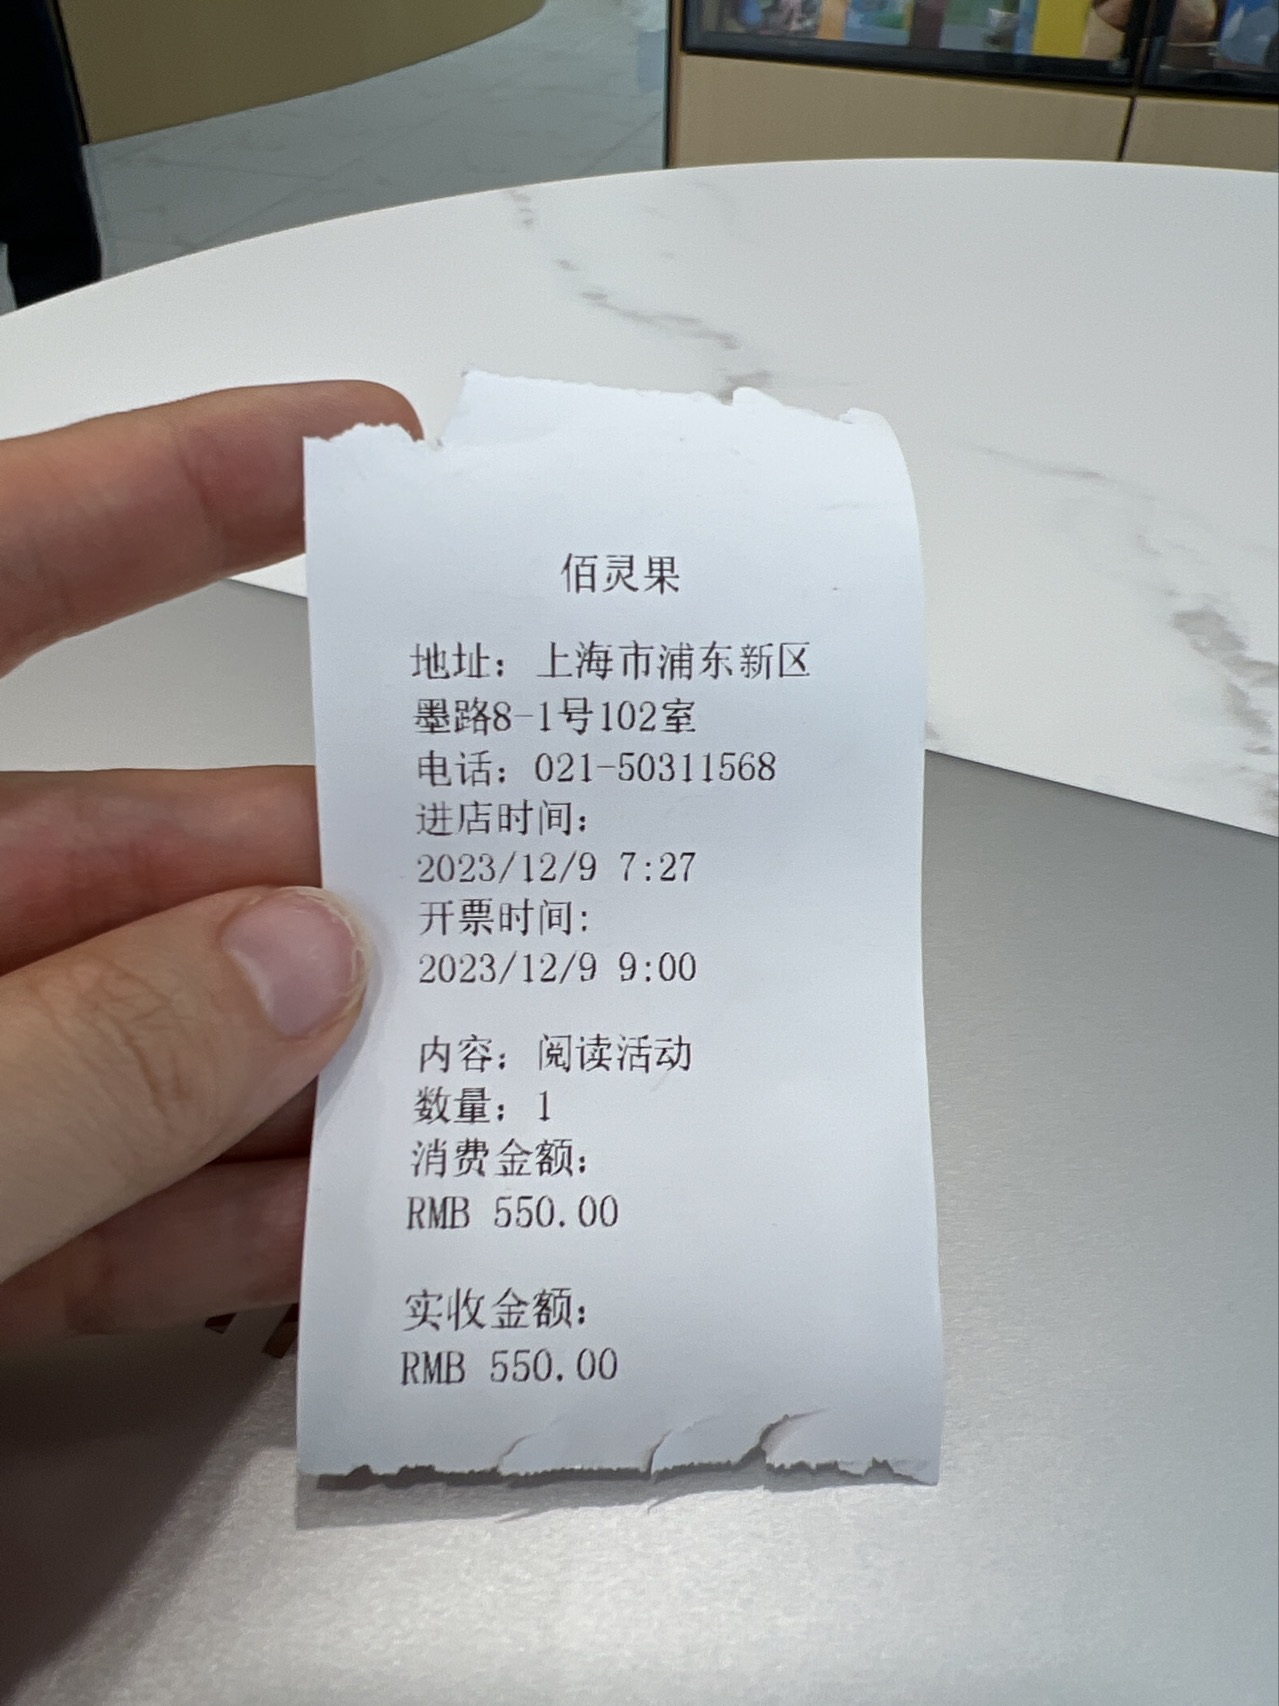 佰灵果
地址：上海市浦东新区
墨路8-1号102室
电话：021-50311568
进店时间：
2023/12/9 7:27
开票时间：
2023/12/9 9:00
内容：阅读活动
数量：1
消费金额：
RMB 550.00
实收金额：
RMB 550.00